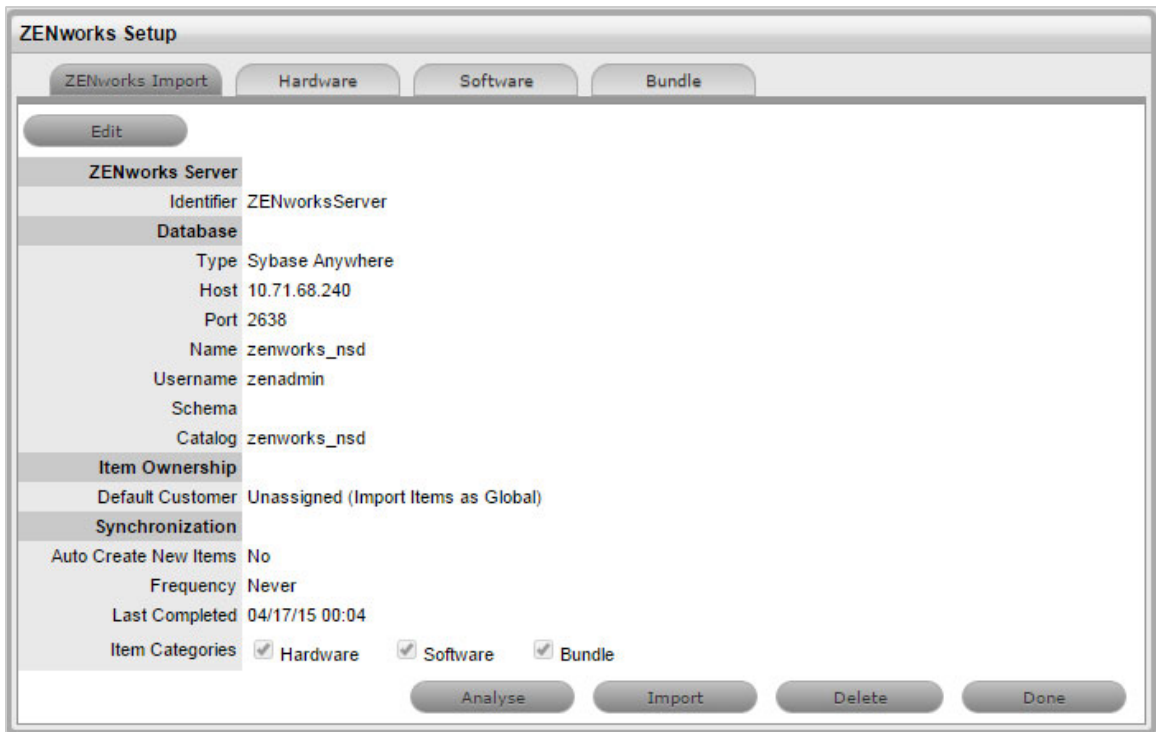 ZENworks Setup
ZENworks Import Hardware Software Bundle
Edit
ZENworks Server
Identifier ZENworksServer
Database
Type Sybase Anywhere
Host 10.71.68.240
Port 2638
Name zenworks_nsd
Username zenadmin
Schema
Catalog zenworks_nsd
Item Ownership
Default Customer Unassigned (Import Items as Global)
Synchronization
Auto Create New Items No
Frequency Never
Last Completed 04/17/15 00:04
Item Categories Hardware Software Bundle
Analyse Import Delete Done